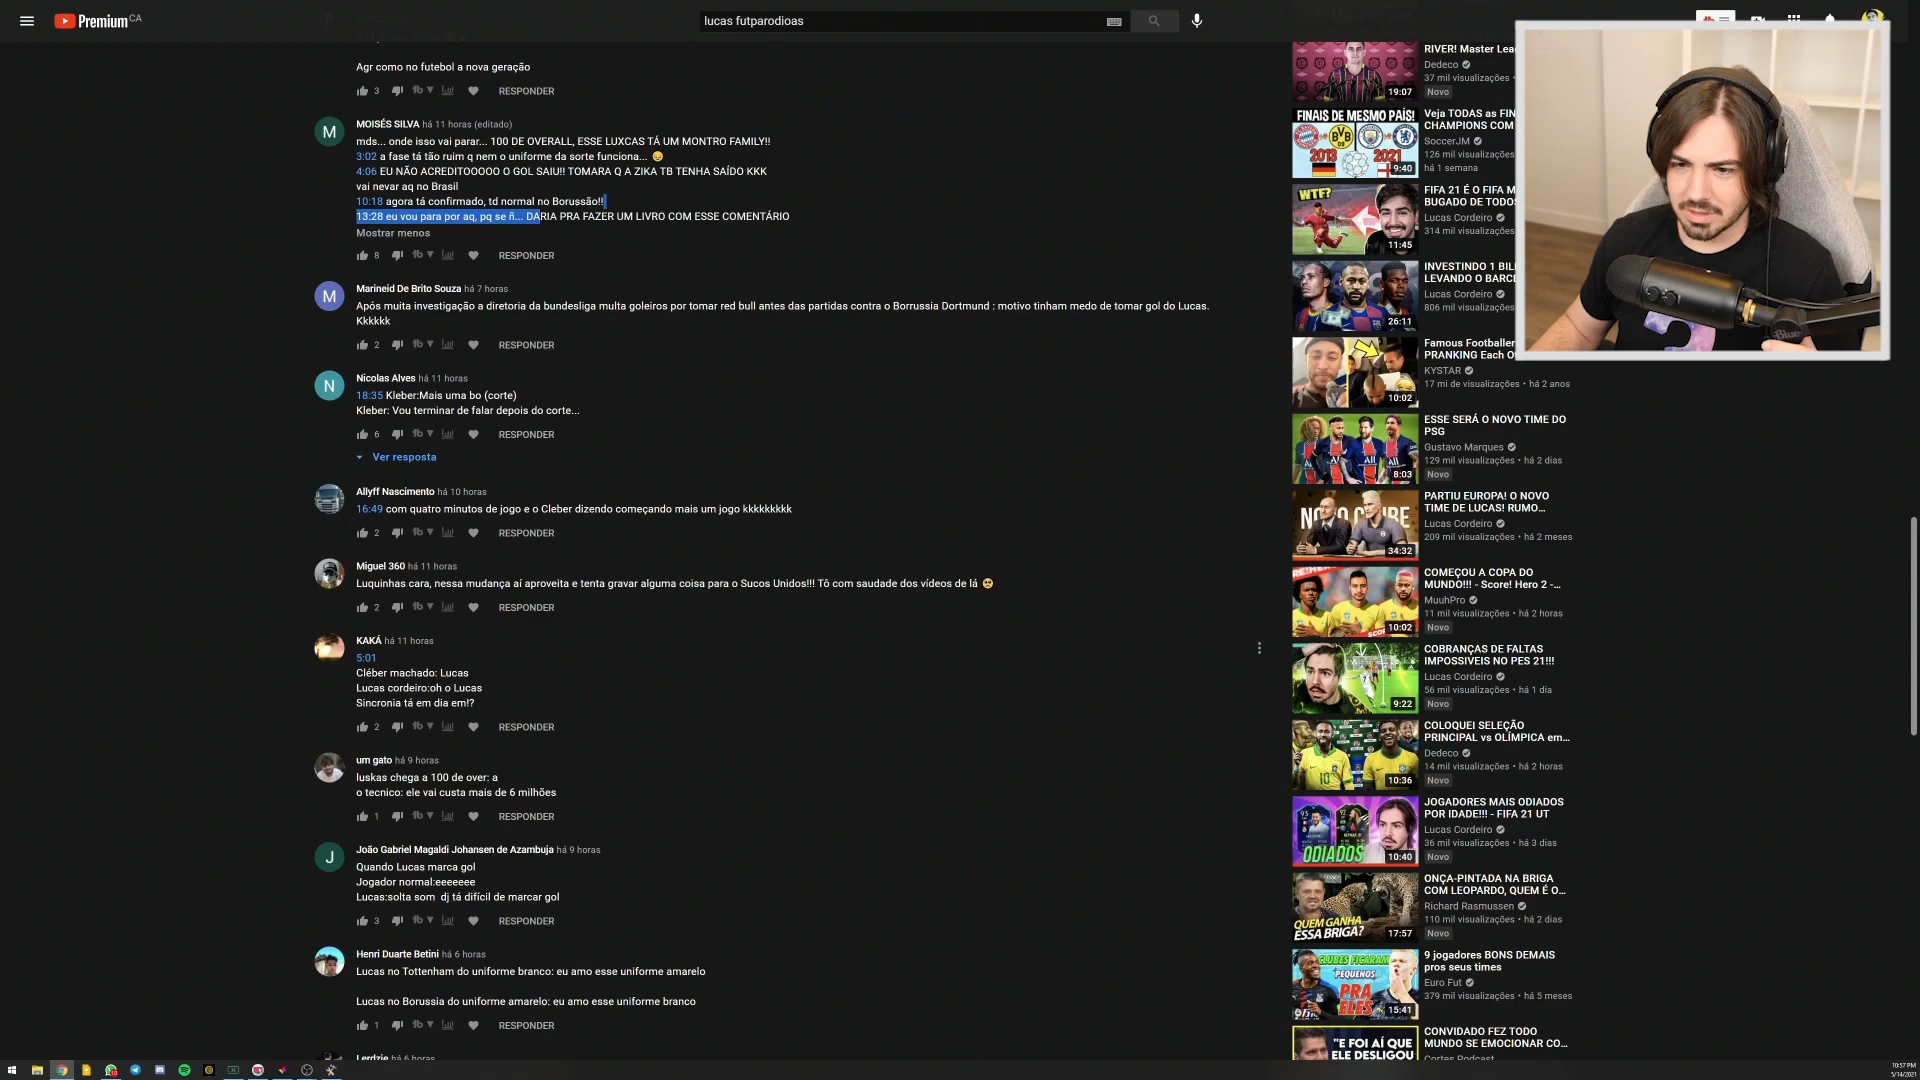 Premium CA
lucas futparodioas
Agr como no futebol a nova geração
3 RESPONDER
MOISÉS SILVA há 11 horas (editado)
mds... onde isso vai parar... 100 DE OVERALL, ESSE LUXCAS TÁ UM MONTRO FAMILY!!
3:02 a fase tá tão ruim q nem o uniforme da sorte funciona... 😔
4:06 EU NÃO ACREDITOOOOO O GOL SAIU!! TOMARA Q A ZIKA TB TENHA SAÍDO KKK
vai nevar aq no Brasil
10:18 agora tá confirmado, td normal no Borussão!!
13:28 eu vou para por aq, pq se ñ... DARIA PRA FAZER UM LIVRO COM ESSE COMENTÁRIO
Mostrar menos
8 RESPONDER
Marineid De Brito Souza há 7 horas
Após muita investigação a diretoria da bundesliga multa goleiros por tomar red bull antes das partidas contra o Borrussia Dortmund : motivo tinham medo de tomar gol do Lucas.
Kkkkkk
2 RESPONDER
Nicolas Alves há 11 horas
18:35 Kleber:Mais uma bo (corte)
Kleber: Vou terminar de falar depois do corte...
6 RESPONDER
Ver resposta
Allyff Nascimento há 10 horas
16:49 com quatro minutos de jogo e o Cleber dizendo começando mais um jogo kkkkkkkkk
2 RESPONDER
Miguel 360 há 11 horas
Luquinhas cara, nessa mudança aí aproveita e tenta gravar alguma coisa para o Sucos Unidos!!! Tô com saudade dos vídeos de lá
2 RESPONDER
KAKÁ há 11 horas
5:01
Cléber machado: Lucas
Lucas cordeiro:oh o Lucas
Sincronia tá em dia em!?
2 RESPONDER
um gato há 9 horas
luskas chega a 100 de over: a
o tecnico: ele vai custa mais de 6 milhões
1 RESPONDER
João Gabriel Magaldi Johansen de Azambuja há 9 horas
Quando Lucas marca gol
Jogador normal:eeeeeee
Lucas:solta som dj tá difícil de marcar gol
3 RESPONDER
Henri Duarte Betini há 6 horas
Lucas no Tottenham do uniforme branco: eu amo esse uniforme amarelo
Lucas no Borussia do uniforme amarelo: eu amo esse uniforme branco
1 RESPONDER
Lerdzie há 6 horas
19:07
RIVER! Master Lea
Dedeco
37 mil visualizações •
Novo
FINAIS DE MESMO PAÍS!
2013 2021
9:40
Veja TODAS as FIN
CHAMPIONS COM
SoccerJM
126 mil visualizações •
há 1 semana
WTF?
11:45
FIFA 21 É O FIFA M
BUGADO DE TODOS
Lucas Cordeiro
314 mil visualizações
26:11
INVESTINDO 1 BIL
LEVANDO O BARC
Lucas Cordeiro
806 mil visualizações
10:02
Famous Footballer
PRANKING Each O
KYSTAR
17 mi de visualizações • há 2 anos
8:03
ESSE SERÁ O NOVO TIME DO
PSG
Gustavo Marques
129 mil visualizações • há 2 dias
Novo
34:32
PARTIU EUROPA! O NOVO
TIME DE LUCAS! RUMO...
Lucas Cordeiro
209 mil visualizações • há 2 meses
10:02
COMEÇOU A COPA DO
MUNDO!!! - Score! Hero 2 -...
MuuhPro
11 mil visualizações • há 2 horas
Novo
9:22
COBRANÇAS DE FALTAS
IMPOSSIVEIS NO PES 21!!!
Lucas Cordeiro
56 mil visualizações • há 1 dia
Novo
10:36
COLOQUEI SELEÇÃO
PRINCIPAL vs OLÍMPICA em...
Dedeco
14 mil visualizações • há 2 horas
Novo
ODIADOS
10:40
JOGADORES MAIS ODIADOS
POR IDADE!!! - FIFA 21 UT
Lucas Cordeiro
36 mil visualizações • há 3 dias
Novo
QUEM GANHA
ESSA BRIGA?
17:57
ONÇA-PINTADA NA BRIGA
COM LEOPARDO, QUEM É O...
Richard Rasmussen
110 mil visualizações • há 2 dias
Novo
CLUBES FICARAM
PEQUENOS
PRA
ELES
15:41
9 jogadores BONS DEMAIS
pros seus times
Euro Fut
379 mil visualizações • há 5 meses
"E FOI AÍ QUE
ELE DESLIGOU
CONVIDADO FEZ TODO
MUNDO SE EMOCIONAR CO...
Cortes Podcast
Blue
10:57 PM
5/14/2021